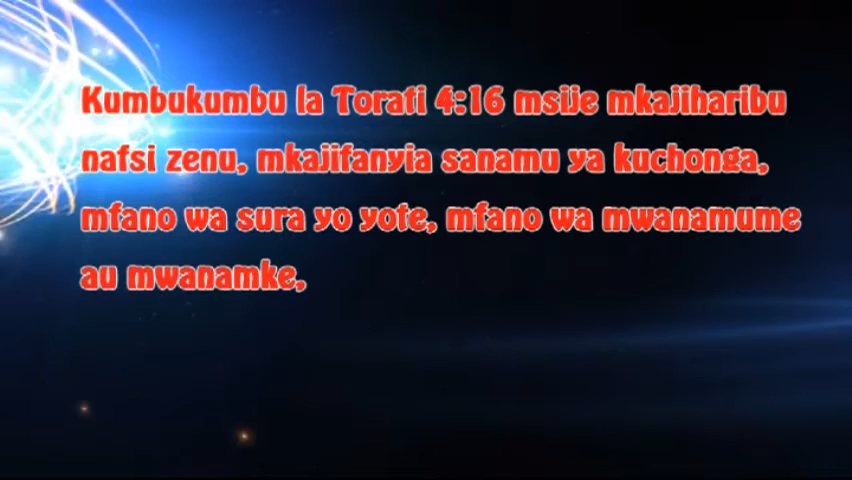 Kumbukumbu la Torati 4:16 msije mkajiharibu
nafsi zenu, mkajifanyia sanamu ya kuchonga,
mfano wa sura yo yote, mfano wa mwanamume
au mwanamke,